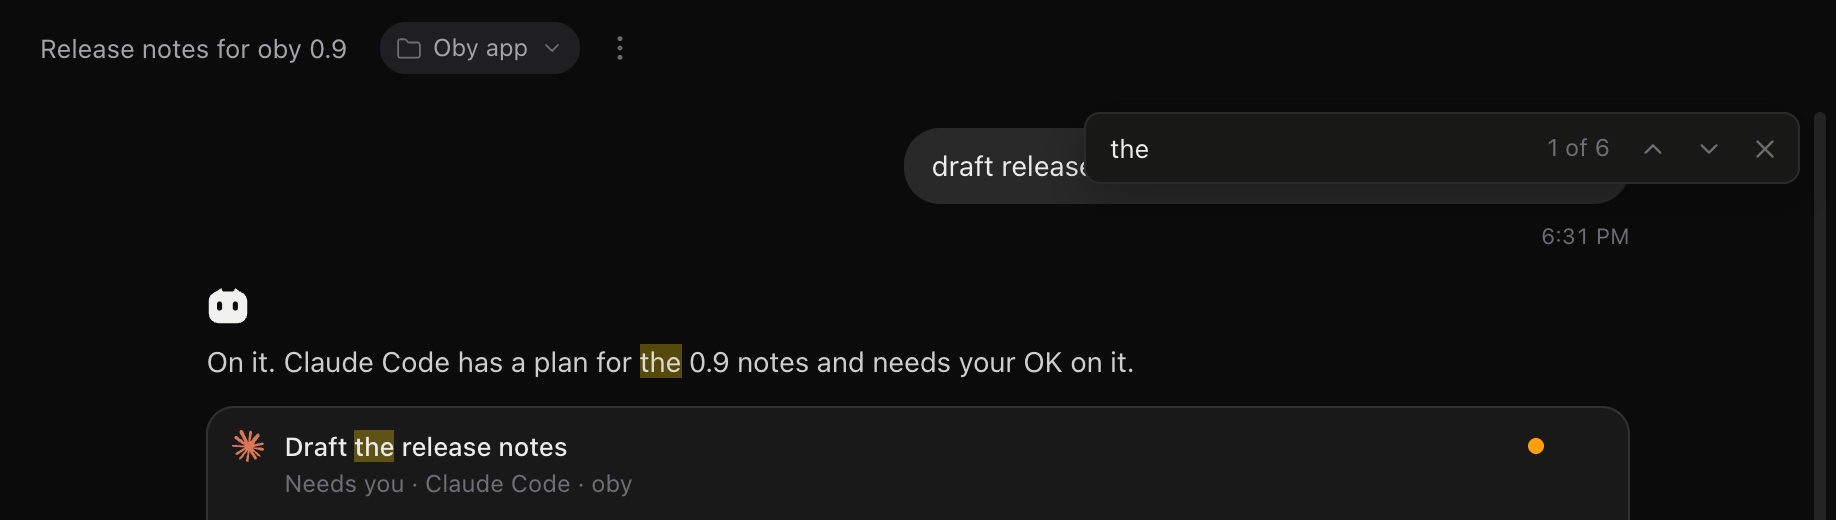 Release notes for oby 0.9
Oby app
the
1 of 6
draft release
6:31 PM
On it. Claude Code has a plan for the 0.9 notes and needs your OK on it.
Draft the release notes
Needs you · Claude Code · oby